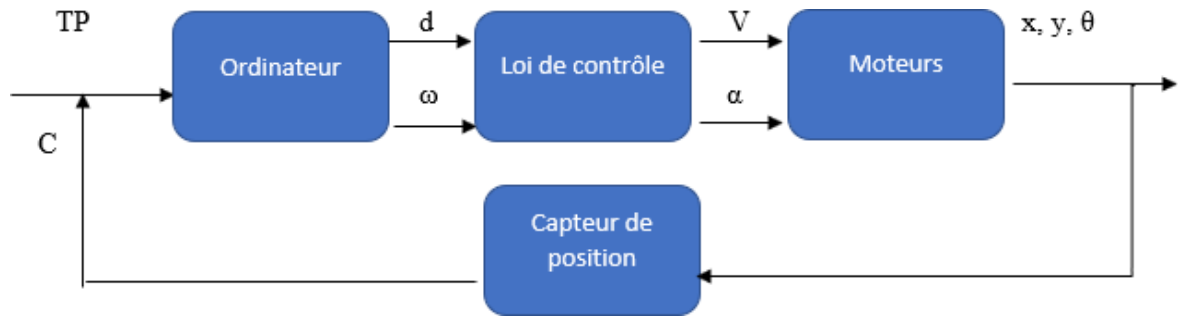 TP
Ordinateur
d
ω
Loi de contrôle
V
α
Moteurs
x, y, θ
C
Capteur de
position